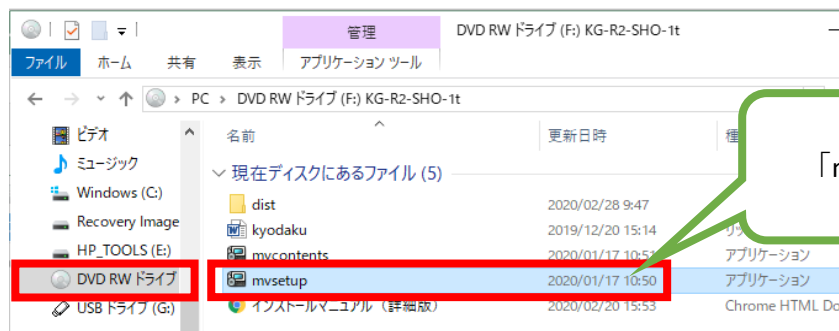 管理
DVD RW ドライブ (F:) KG-R2-SHO-1t
ファイル ホーム 共有 表示 アプリケーション ツール
PC › DVD RW ドライブ (F:) KG-R2-SHO-1t
ビデオ
ミュージック
Windows (C:)
Recovery Image
HP_TOOLS (E:)
DVD RW ドライブ
USB ドライブ (G:)
名前 更新日時 種
現在ディスクにあるファイル (5)
dist 2020/02/28 9:47
kyodaku 2019/12/20 15:14
mvcontents 2020/01/17 10:51 アプリケーション
mvsetup 2020/01/17 10:50 アプリケーション
インストールマニュアル（詳細版） 2020/02/20 15:53 Chrome HTML Do